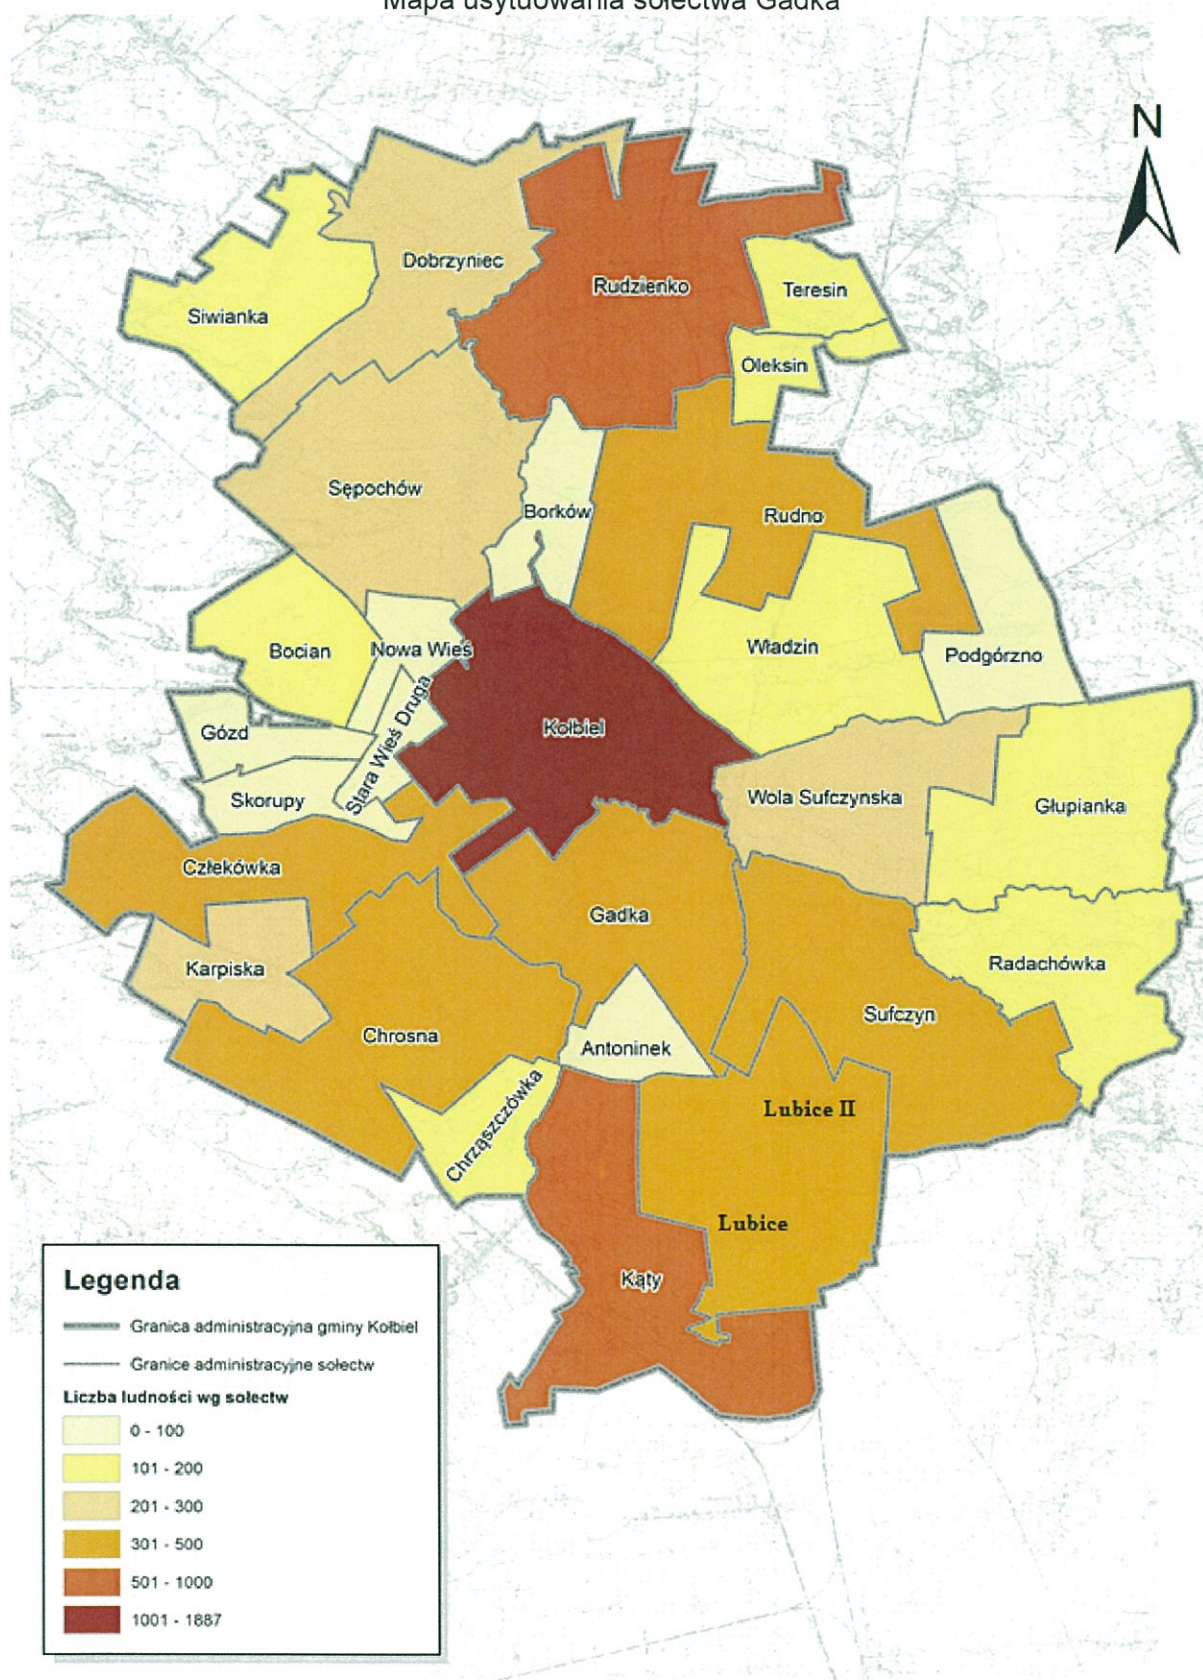 Mapa usytuowania sołectwa Gadka
N
Dobrzyniec
Rudzienko
Teresin
Siwianka
Oleksin
Sępochów
Borków
Rudno
Bocian
Nowa Wieś
Władzin
Podgórzno
Gózd
Stara Wieś Druga
Kołbiel
Skorupy
Wola Sufczynska
Głupianka
Człekówka
Gadka
Karpiska
Radachówka
Chrosna
Sufczyn
Antoninek
Chrząszczówka
Lubice II
Lubice
Kąty
Legenda
Granica administracyjna gminy Kołbiel
Granice administracyjne sołectw
Liczba ludności wg sołectw
0 - 100
101 - 200
201 - 300
301 - 500
501 - 1000
1001 - 1887